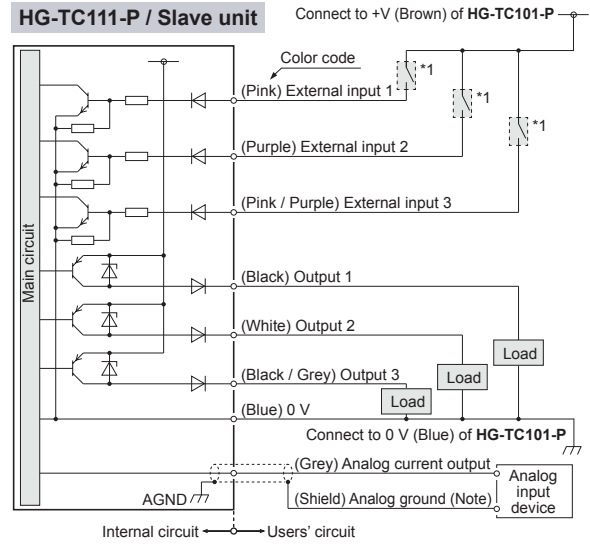 HG-TC111-P / Slave unit
Connect to +V (Brown) of HG-TC101-P
Color code
(Pink) External input 1
*1
*1
*1
(Purple) External input 2
(Pink / Purple) External input 3
Main circuit
(Black) Output 1
(White) Output 2
Load
(Black / Grey) Output 3
Load
Load
(Blue) 0 V
Connect to 0 V (Blue) of HG-TC101-P
(Grey) Analog current output
Analog
input
device
AGND
(Shield) Analog ground (Note)
Internal circuit
Users' circuit